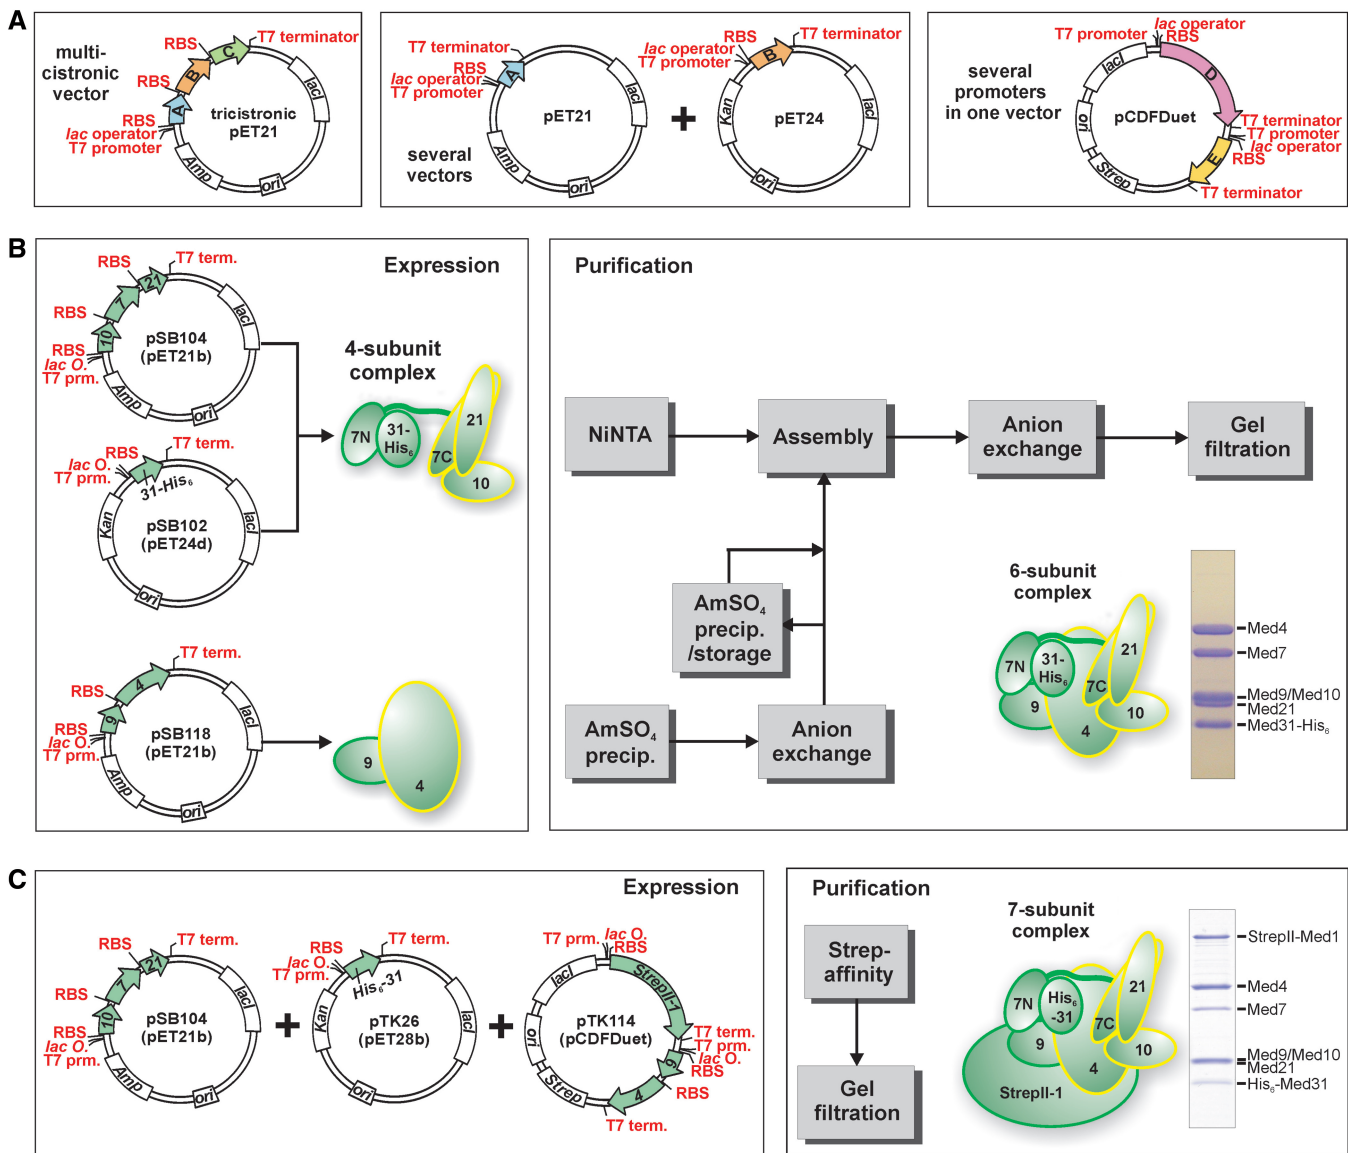 A
multi-
cistronic
vector
RBS
T7 terminator
C
B
RBS
A
RBS
lac operator
T7 promoter
tricistronic
pET21
lacI
Amp
ori
T7 terminator
RBS
lac operator
T7 promoter
A
pET21
lacI
Amp
ori
several
vectors
+
RBS
lac operator
T7 promoter
T7 terminator
B
Kan
pET24
lacI
ori
several
promoters
in one vector
lac operator
T7 promoter
RBS
lacI
D
ori
pCDFDuet
Strep
E
T7 terminator
T7 promoter
lac operator
RBS
T7 terminator
B
Expression
RBS
T7 term.
21
7
RBS
10
RBS
lac O.
T7 prm.
pSB104
(pET21b)
lacI
Amp
ori
4-subunit
complex
7N
31-
His6
21
7C
10
RBS
T7 term.
lac O.
T7 prm.
31-His6
Kan
pSB102
(pET24d)
lacI
ori
T7 term.
RBS
4
9
RBS
lac O.
T7 prm.
pSB118
(pET21b)
lacI
Amp
ori
9
4
Purification
NiNTA
Assembly
Anion
exchange
Gel
filtration
AmSO4
precip.
/storage
AmSO4
precip.
Anion
exchange
6-subunit
complex
7N
31-
His6
21
7C
9
10
4
Med4
Med7
Med9/Med10
Med21
Med31-His6
C
Expression
RBS
T7 term.
21
7
RBS
10
RBS
lac O.
T7 prm.
pSB104
(pET21b)
lacI
Amp
ori
+
RBS
T7 term.
lac O.
T7 prm.
His6-31
Kan
pTK26
(pET28b)
lacI
ori
+
T7 prm.
lac O.
RBS
lacI
StrepII-1
pTK114
(pCDFDuet)
ori
Strep
T7 term.
T7 prm.
lac O.
RBS
9
RBS
4
T7 term.
Purification
Strep-
affinity
Gel
filtration
7-subunit
complex
7N
His6
-31
21
7C
9
10
4
StrepII-1
StrepII-Med1
Med4
Med7
Med9/Med10
Med21
His6-Med31